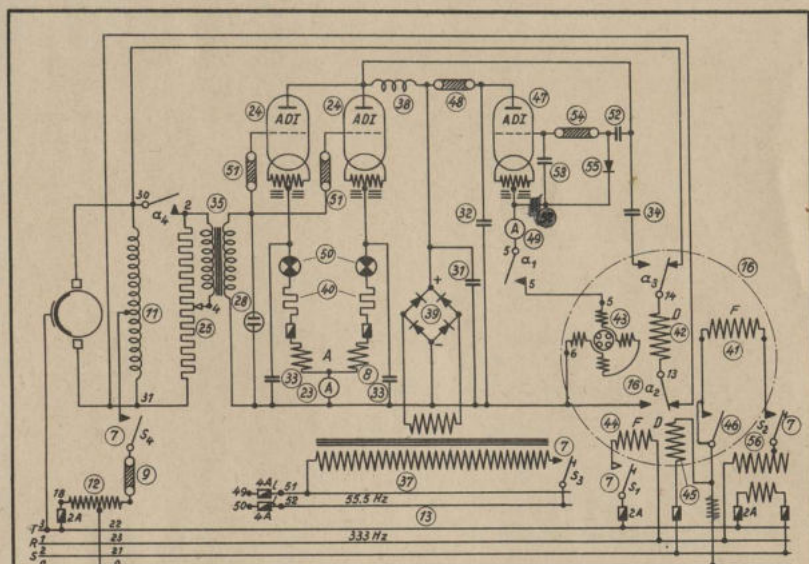 24 24 38 48 47 54 52
ADI ADI ADI
53 55
51 51
30 2 35 32 34
a4 A 49 16
50 5 a1 a3
31 14
11 25 4 28 40 + 5 F
39 43 D 42 41
−
6 13
A 16 a2
31 33 23 A B 33 44 F D 46 S2 7
7 S4 7 56
9 7 S1 45
12 4A 51 37 S3
18 49
50 52 55.5 Hz 2A 2A
2A 4A 13
T 3 22
R 1 23 333 Hz
S 2 21